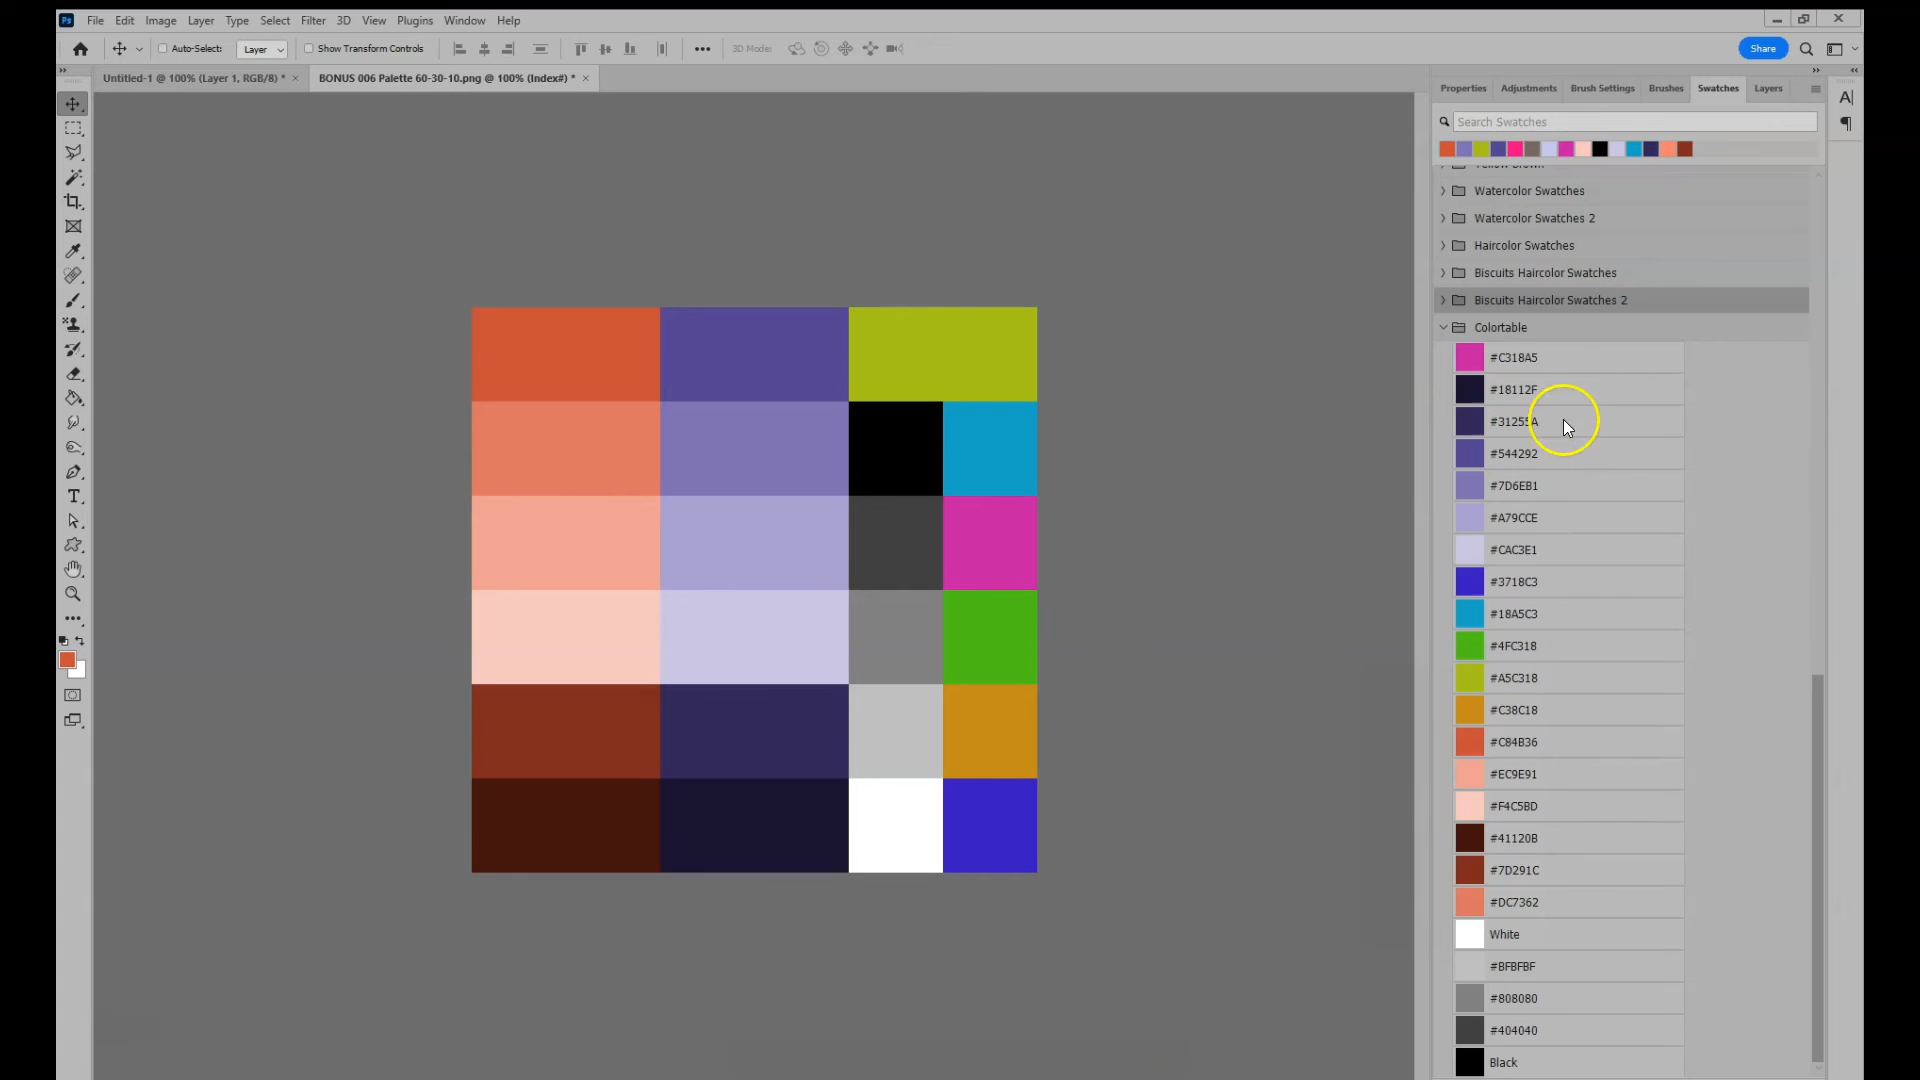 Ps File Edit Image Layer Type Select Filter 3D View Plugins Window Help
Auto-Select: Layer Show Transform Controls ••• 3D Mode: Share
Untitled-1 @ 100% (Layer 1, RGB/8) * × BONUS 006 Palette 60-30-10.png @ 100% (Index#) * ×
Properties Adjustments Brush Settings Brushes Swatches Layers
Search Swatches
Watercolor Swatches
Watercolor Swatches 2
Haircolor Swatches
Biscuits Haircolor Swatches
Biscuits Haircolor Swatches 2
Colortable
#C318A5
#18112F
#31255A
#544292
#7D6EB1
#A79CCE
#CAC3E1
#3718C3
#18A5C3
#4FC318
#A5C318
#C38C18
#C84B36
#EC9E91
#F4C5BD
#41120B
#7D291C
#DC7362
White
#BFBFBF
#808080
#404040
Black